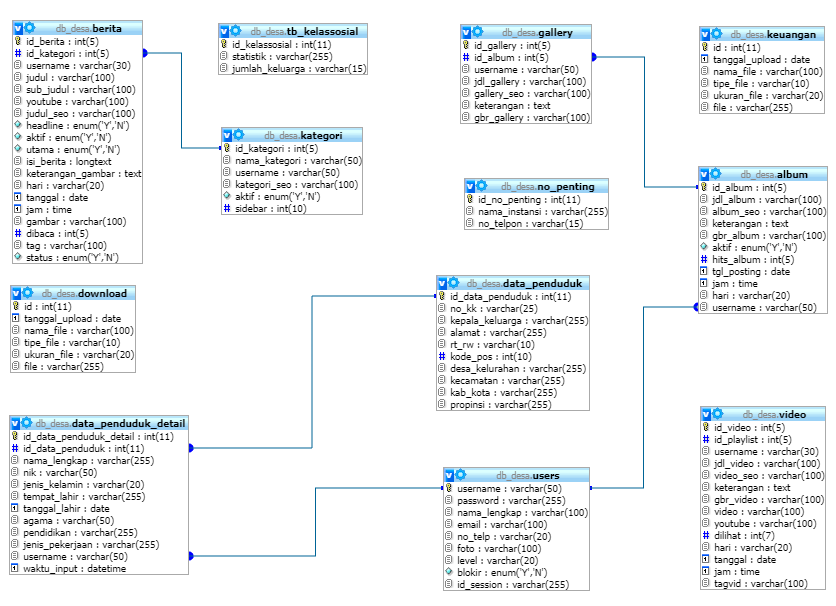 db_desa.berita
id_berita : int(5)
id_kategori : int(5)
username : varchar(30)
judul : varchar(100)
sub_judul : varchar(100)
youtube : varchar(100)
judul_seo : varchar(100)
headline : enum('Y','N')
aktif : enum('Y','N')
utama : enum('Y','N')
isi_berita : longtext
keterangan_gambar : text
hari : varchar(20)
tanggal : date
jam : time
gambar : varchar(100)
dibaca : int(5)
tag : varchar(100)
status : enum('Y','N')
db_desa.tb_kelassosial
id_kelassosial : int(11)
statistik : varchar(255)
jumlah_keluarga : varchar(15)
db_desa.gallery
id_gallery : int(5)
id_album : int(5)
username : varchar(50)
jdl_gallery : varchar(100)
gallery_seo : varchar(100)
keterangan : text
gbr_gallery : varchar(100)
db_desa.keuangan
id : int(11)
tanggal_upload : date
nama_file : varchar(100)
tipe_file : varchar(10)
ukuran_file : varchar(20)
file : varchar(255)
db_desa.kategori
id_kategori : int(5)
nama_kategori : varchar(50)
username : varchar(50)
kategori_seo : varchar(100)
aktif : enum('Y','N')
sidebar : int(10)
db_desa.no_penting
id_no_penting : int(11)
nama_instansi : varchar(255)
no_telpon : varchar(15)
db_desa.album
id_album : int(5)
jdl_album : varchar(100)
album_seo : varchar(100)
keterangan : text
gbr_album : varchar(100)
aktif : enum('Y','N')
hits_album : int(5)
tgl_posting : date
jam : time
hari : varchar(20)
username : varchar(50)
db_desa.download
id : int(11)
tanggal_upload : date
nama_file : varchar(100)
tipe_file : varchar(10)
ukuran_file : varchar(20)
file : varchar(255)
db_desa.data_penduduk
id_data_penduduk : int(11)
no_kk : varchar(25)
kepala_keluarga : varchar(255)
alamat : varchar(255)
rt_rw : varchar(10)
kode_pos : int(10)
desa_kelurahan : varchar(255)
kecamatan : varchar(255)
kab_kota : varchar(255)
propinsi : varchar(255)
db_desa.data_penduduk_detail
id_data_penduduk_detail : int(11)
id_data_penduduk : int(11)
nama_lengkap : varchar(255)
nik : varchar(50)
jenis_kelamin : varchar(20)
tempat_lahir : varchar(255)
tanggal_lahir : date
agama : varchar(50)
pendidikan : varchar(255)
jenis_pekerjaan : varchar(255)
username : varchar(50)
waktu_input : datetime
db_desa.users
username : varchar(50)
password : varchar(255)
nama_lengkap : varchar(100)
email : varchar(100)
no_telp : varchar(20)
foto : varchar(100)
level : varchar(20)
blokir : enum('Y','N')
id_session : varchar(255)
db_desa.video
id_video : int(5)
id_playlist : int(5)
username : varchar(30)
jdl_video : varchar(100)
video_seo : varchar(100)
keterangan : text
gbr_video : varchar(100)
video : varchar(100)
youtube : varchar(100)
dilihat : int(7)
hari : varchar(20)
tanggal : date
jam : time
tagvid : varchar(100)